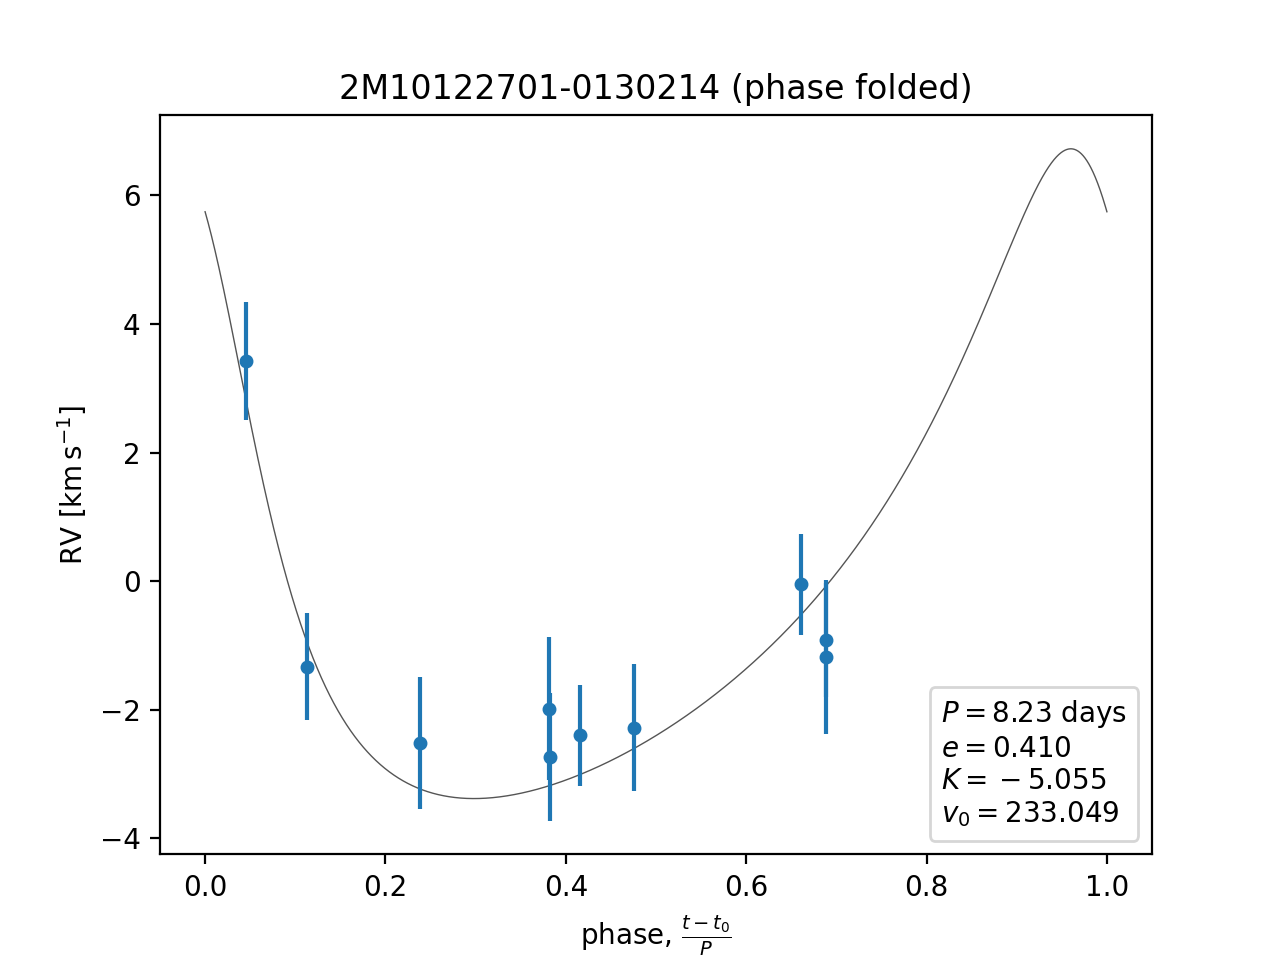 2M10122701-0130214 (phase folded)
RV [km s⁻¹]
6
4
2
0
−2
−4
P = 8.23 days
e = 0.410
K = −5.055
v₀ = 233.049
0.0 0.2 0.4 0.6 0.8 1.0
phase, (t − t₀)/P